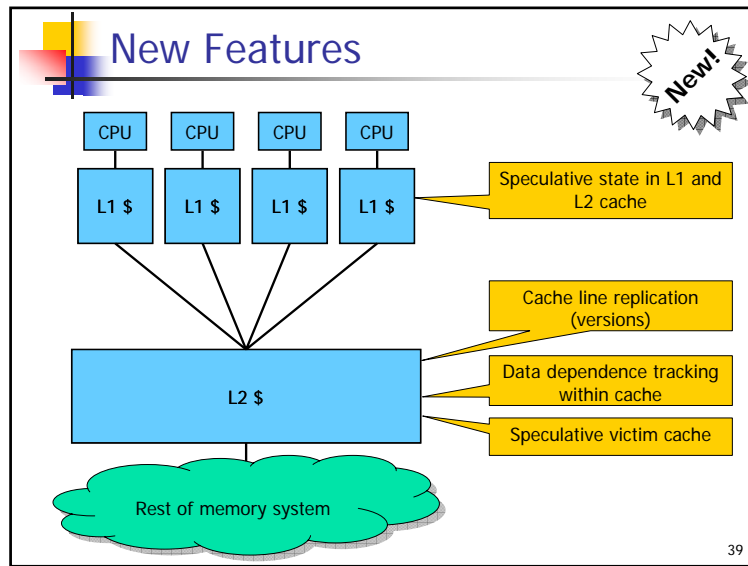 New Features
New!
CPU
CPU
CPU
CPU
L1 $
L1 $
L1 $
L1 $
Speculative state in L1 and
L2 cache
Cache line replication
(versions)
L2 $
Data dependence tracking
within cache
Speculative victim cache
Rest of memory system
39